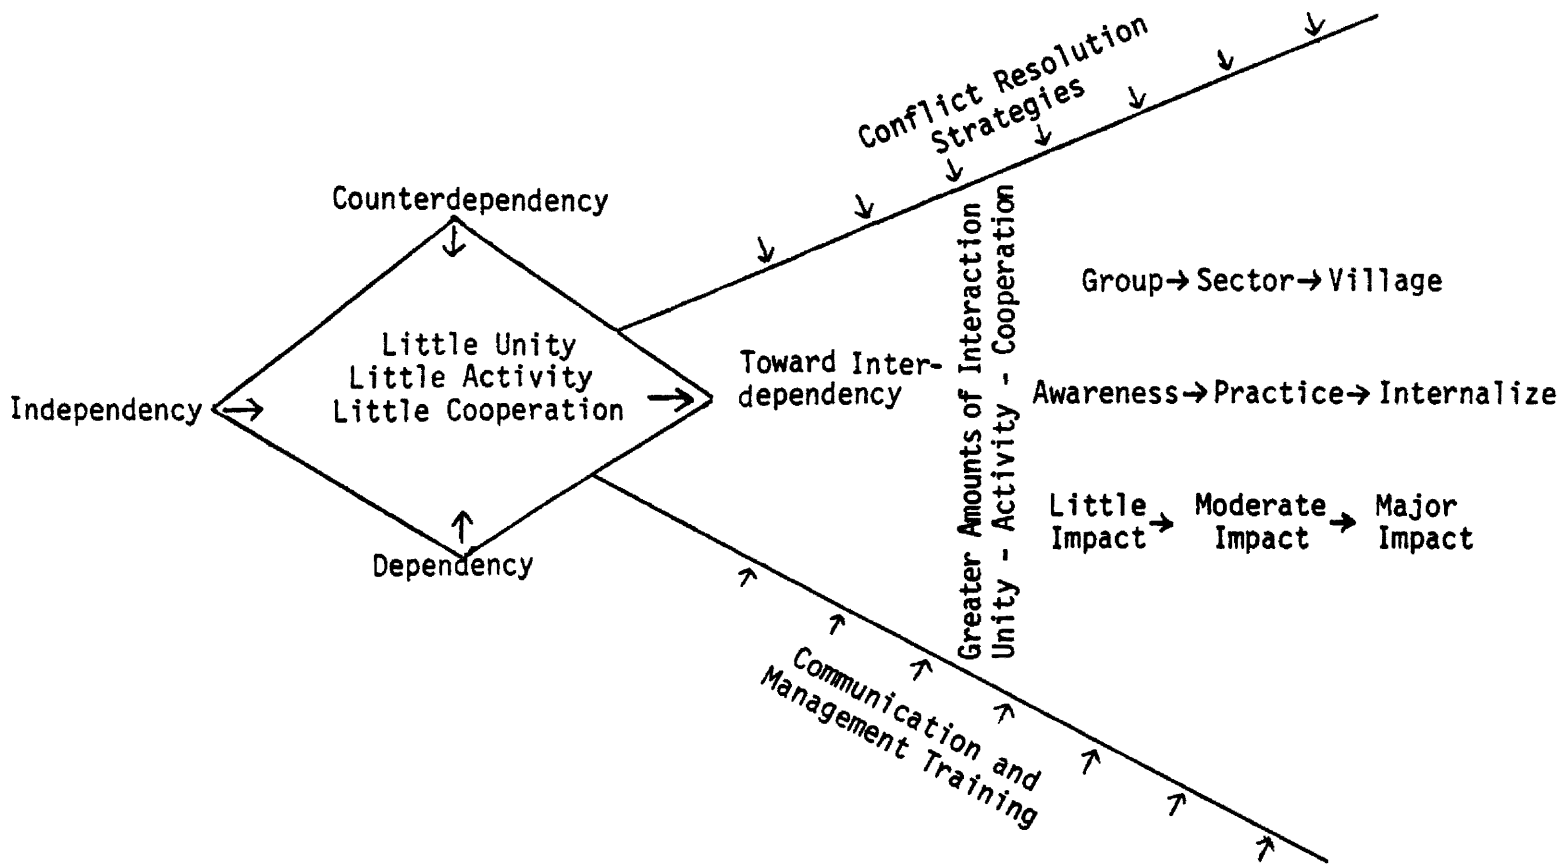 Conflict Resolution
Strategies
Counterdependency
Little Unity
Little Activity
Little Cooperation
Independency
Dependency
Toward Inter-
dependency
Greater Amounts of Interaction
Unity - Activity - Cooperation
Group→Sector→Village
Awareness→Practice→Internalize
Little → Moderate → Major
Impact Impact Impact
Communication and
Management Training